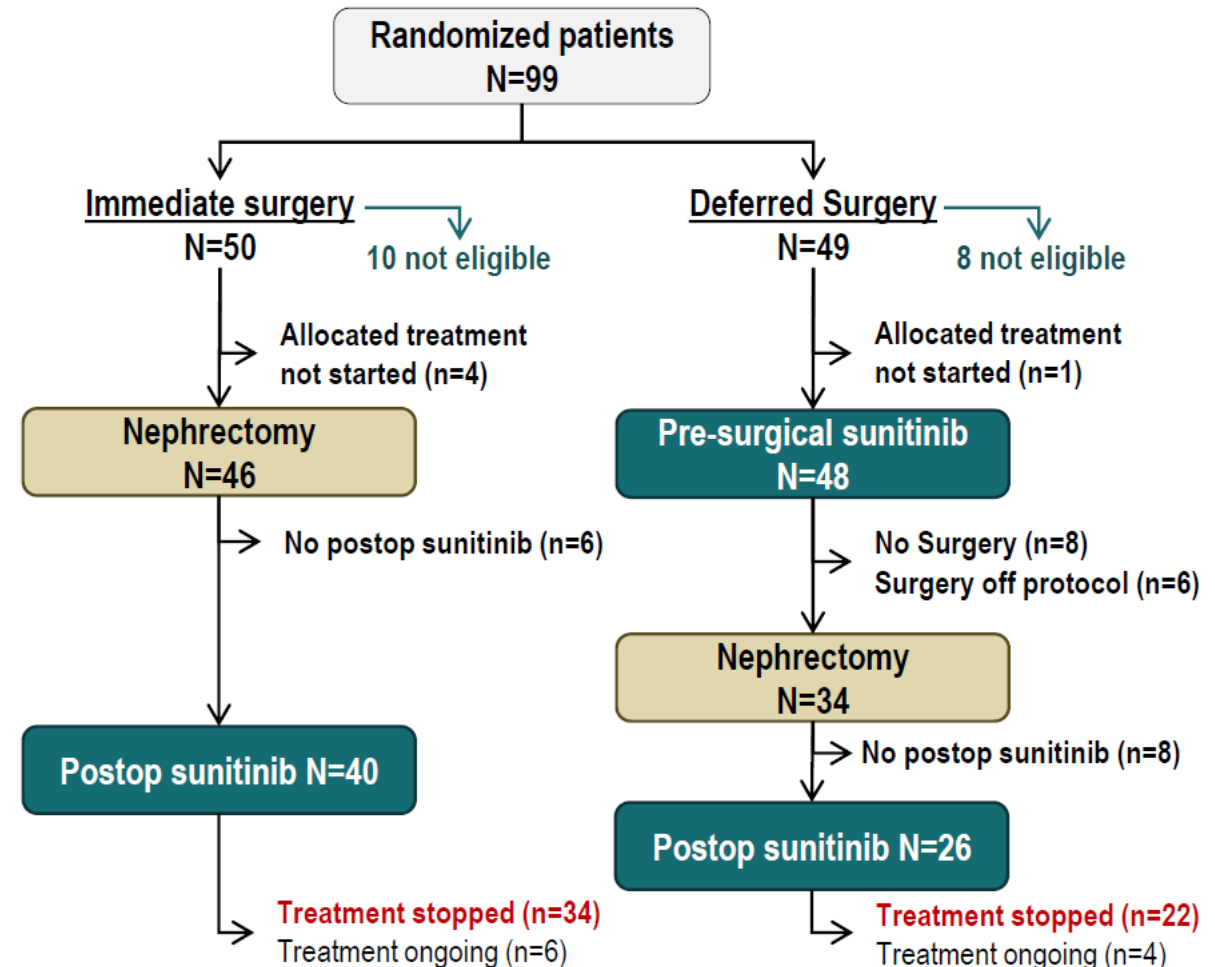 Randomized patients
N=99
Immediate surgery
N=50
10 not eligible
Deferred Surgery
N=49
8 not eligible
Allocated treatment
not started (n=4)
Allocated treatment
not started (n=1)
Nephrectomy
N=46
Pre-surgical sunitinib
N=48
No postop sunitinib (n=6)
No Surgery (n=8)
Surgery off protocol (n=6)
Nephrectomy
N=34
Postop sunitinib N=40
No postop sunitinib (n=8)
Postop sunitinib N=26
Treatment stopped (n=34)
Treatment ongoing (n=6)
Treatment stopped (n=22)
Treatment ongoing (n=4)